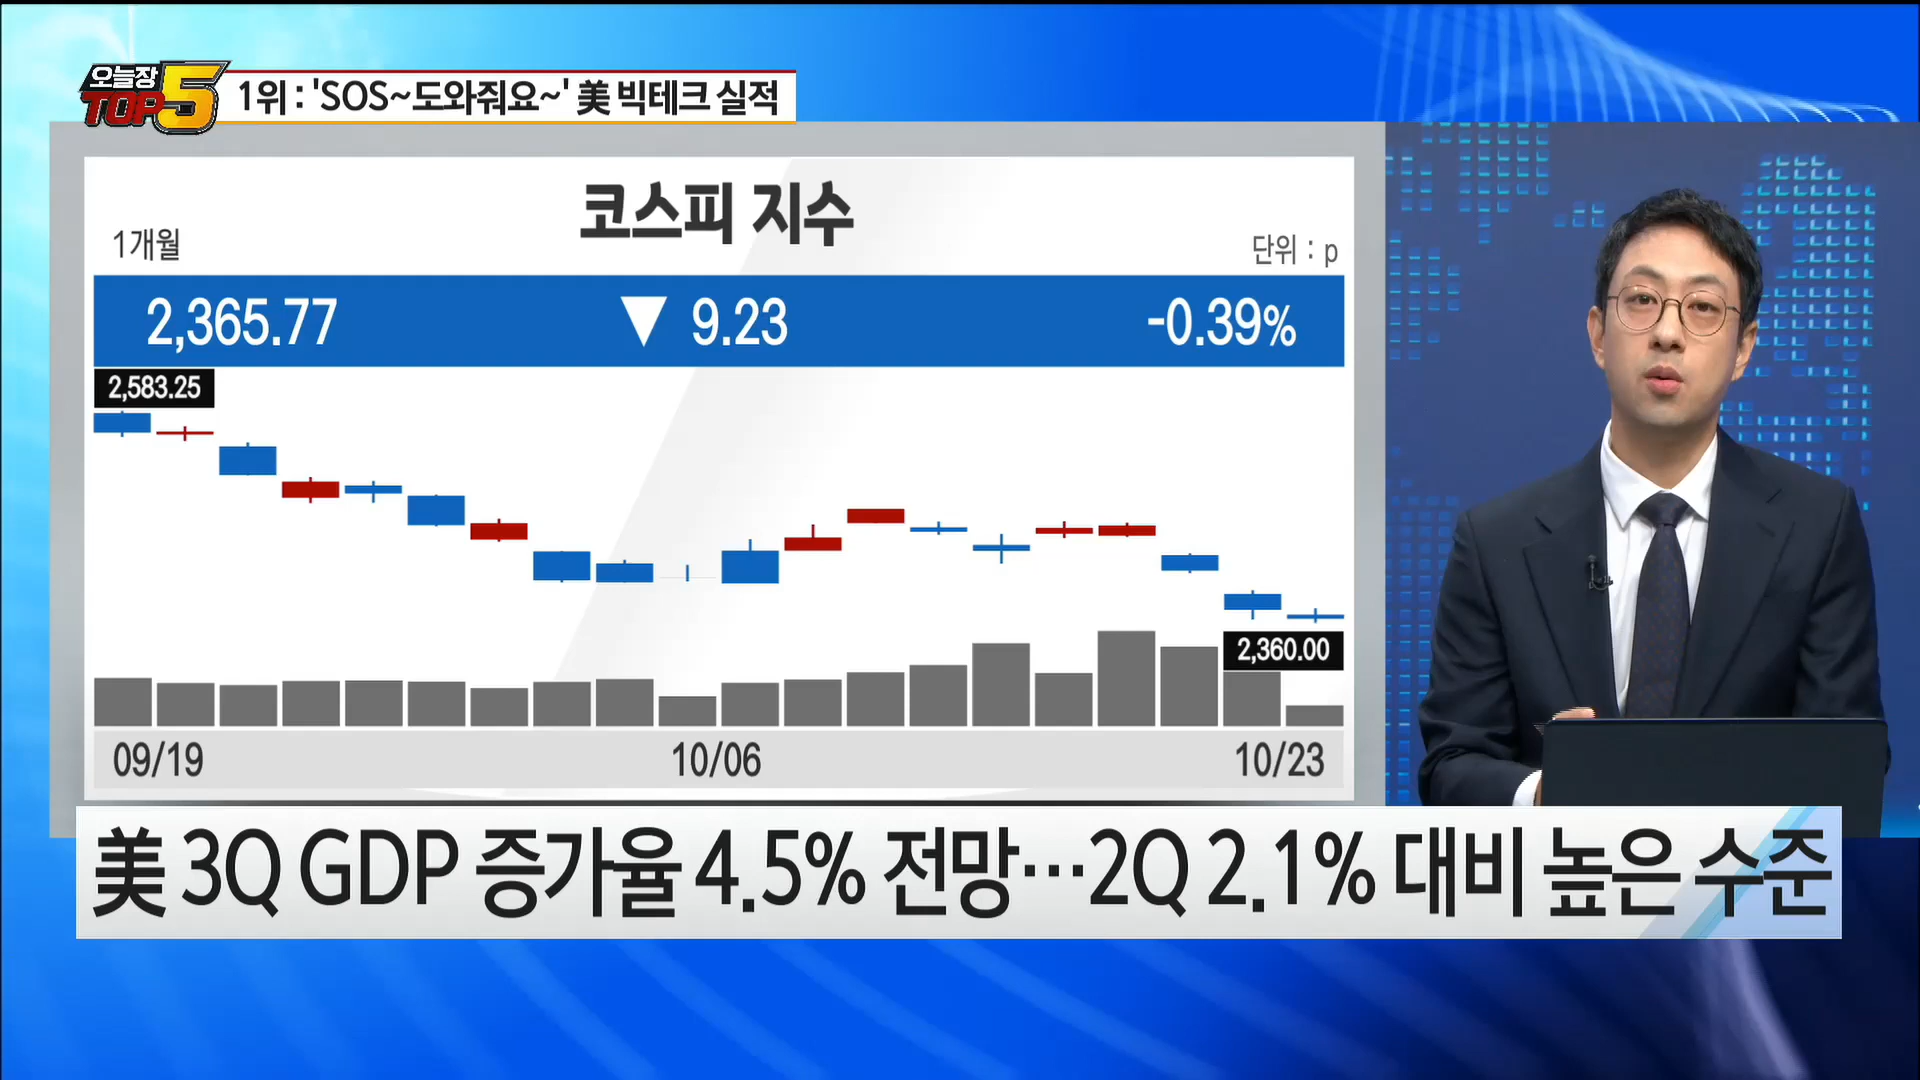 오늘장
TOP5
1위 : 'SOS~도와줘요~' 美 빅테크 실적
코스피 지수
1개월
단위 : p
2,365.77 ▼ 9.23 -0.39%
2,583.25
2,360.00
09/19 10/06 10/23
美 3Q GDP 증가율 4.5% 전망…2Q 2.1% 대비 높은 수준